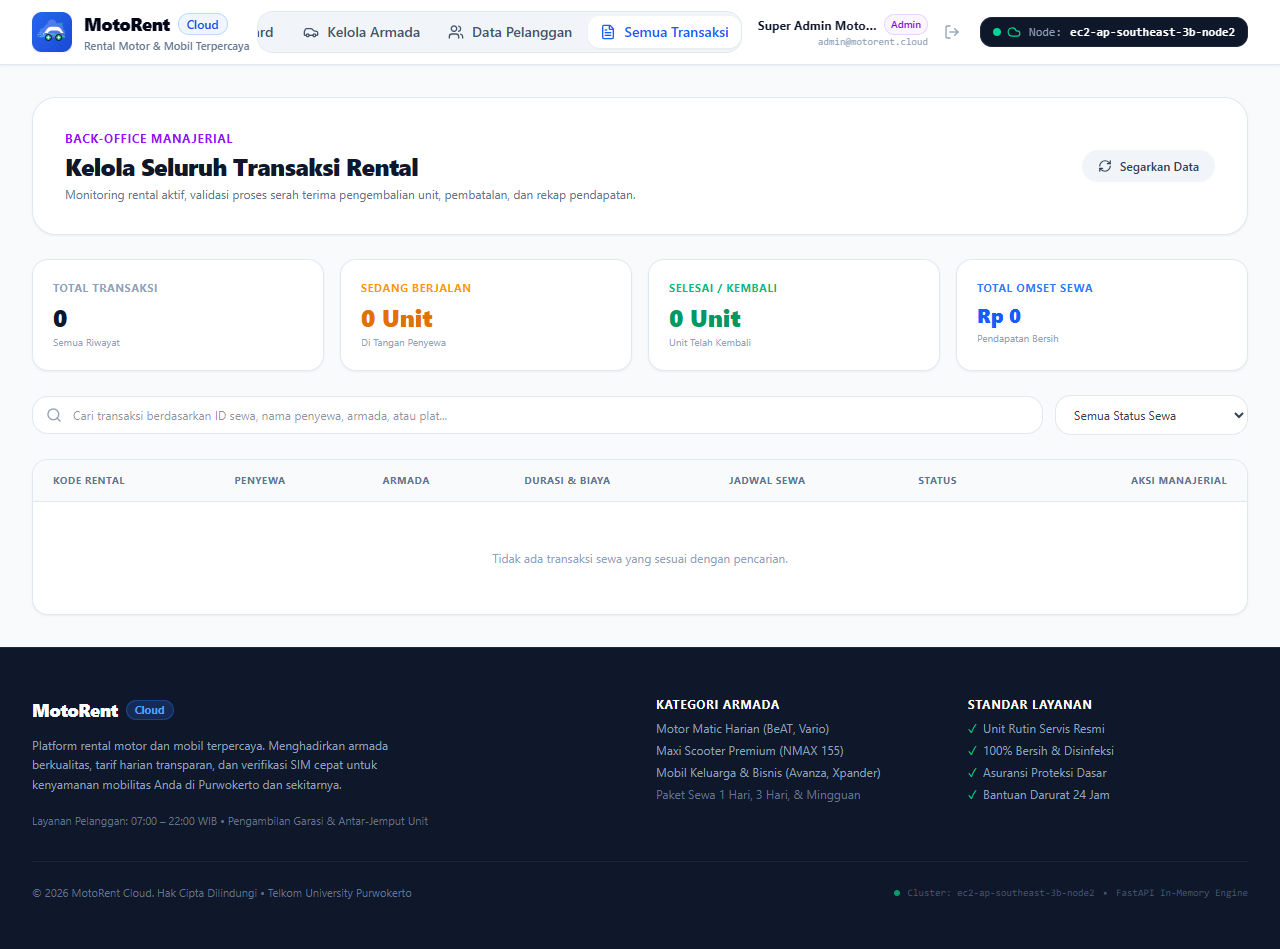 MotoRent Cloud
Rental Motor & Mobil Terpercaya
rd
Kelola Armada
Data Pelanggan
Semua Transaksi
Super Admin Moto... Admin
admin@motorent.cloud
Node: ec2-ap-southeast-3b-node2
BACK-OFFICE MANAJERIAL
Kelola Seluruh Transaksi Rental
Monitoring rental aktif, validasi proses serah terima pengembalian unit, pembatalan, dan rekap pendapatan.
Segarkan Data
TOTAL TRANSAKSI
0
Semua Riwayat
SEDANG BERJALAN
0 Unit
Di Tangan Penyewa
SELESAI / KEMBALI
0 Unit
Unit Telah Kembali
TOTAL OMSET SEWA
Rp 0
Pendapatan Bersih
Cari transaksi berdasarkan ID sewa, nama penyewa, armada, atau plat...
Semua Status Sewa
KODE RENTAL PENYEWA ARMADA DURASI & BIAYA JADWAL SEWA STATUS AKSI MANAJERIAL
Tidak ada transaksi sewa yang sesuai dengan pencarian.
MotoRent Cloud
Platform rental motor dan mobil terpercaya. Menghadirkan armada
berkualitas, tarif harian transparan, dan verifikasi SIM cepat untuk
kenyamanan mobilitas Anda di Purwokerto dan sekitarnya.
Layanan Pelanggan: 07:00 – 22:00 WIB • Pengambilan Garasi & Antar-Jemput Unit
KATEGORI ARMADA
Motor Matic Harian (BeAT, Vario)
Maxi Scooter Premium (NMAX 155)
Mobil Keluarga & Bisnis (Avanza, Xpander)
Paket Sewa 1 Hari, 3 Hari, & Mingguan
STANDAR LAYANAN
✓ Unit Rutin Servis Resmi
✓ 100% Bersih & Disinfeksi
✓ Asuransi Proteksi Dasar
✓ Bantuan Darurat 24 Jam
© 2026 MotoRent Cloud. Hak Cipta Dilindungi • Telkom University Purwokerto
Cluster: ec2-ap-southeast-3b-node2 • FastAPI In-Memory Engine